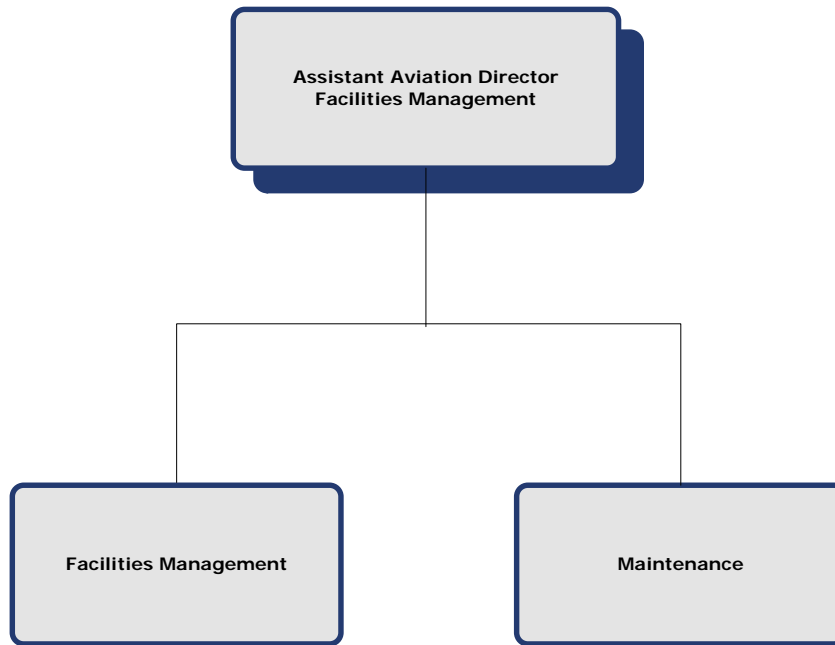 Assistant Aviation Director
Facilities Management
Facilities Management
Maintenance